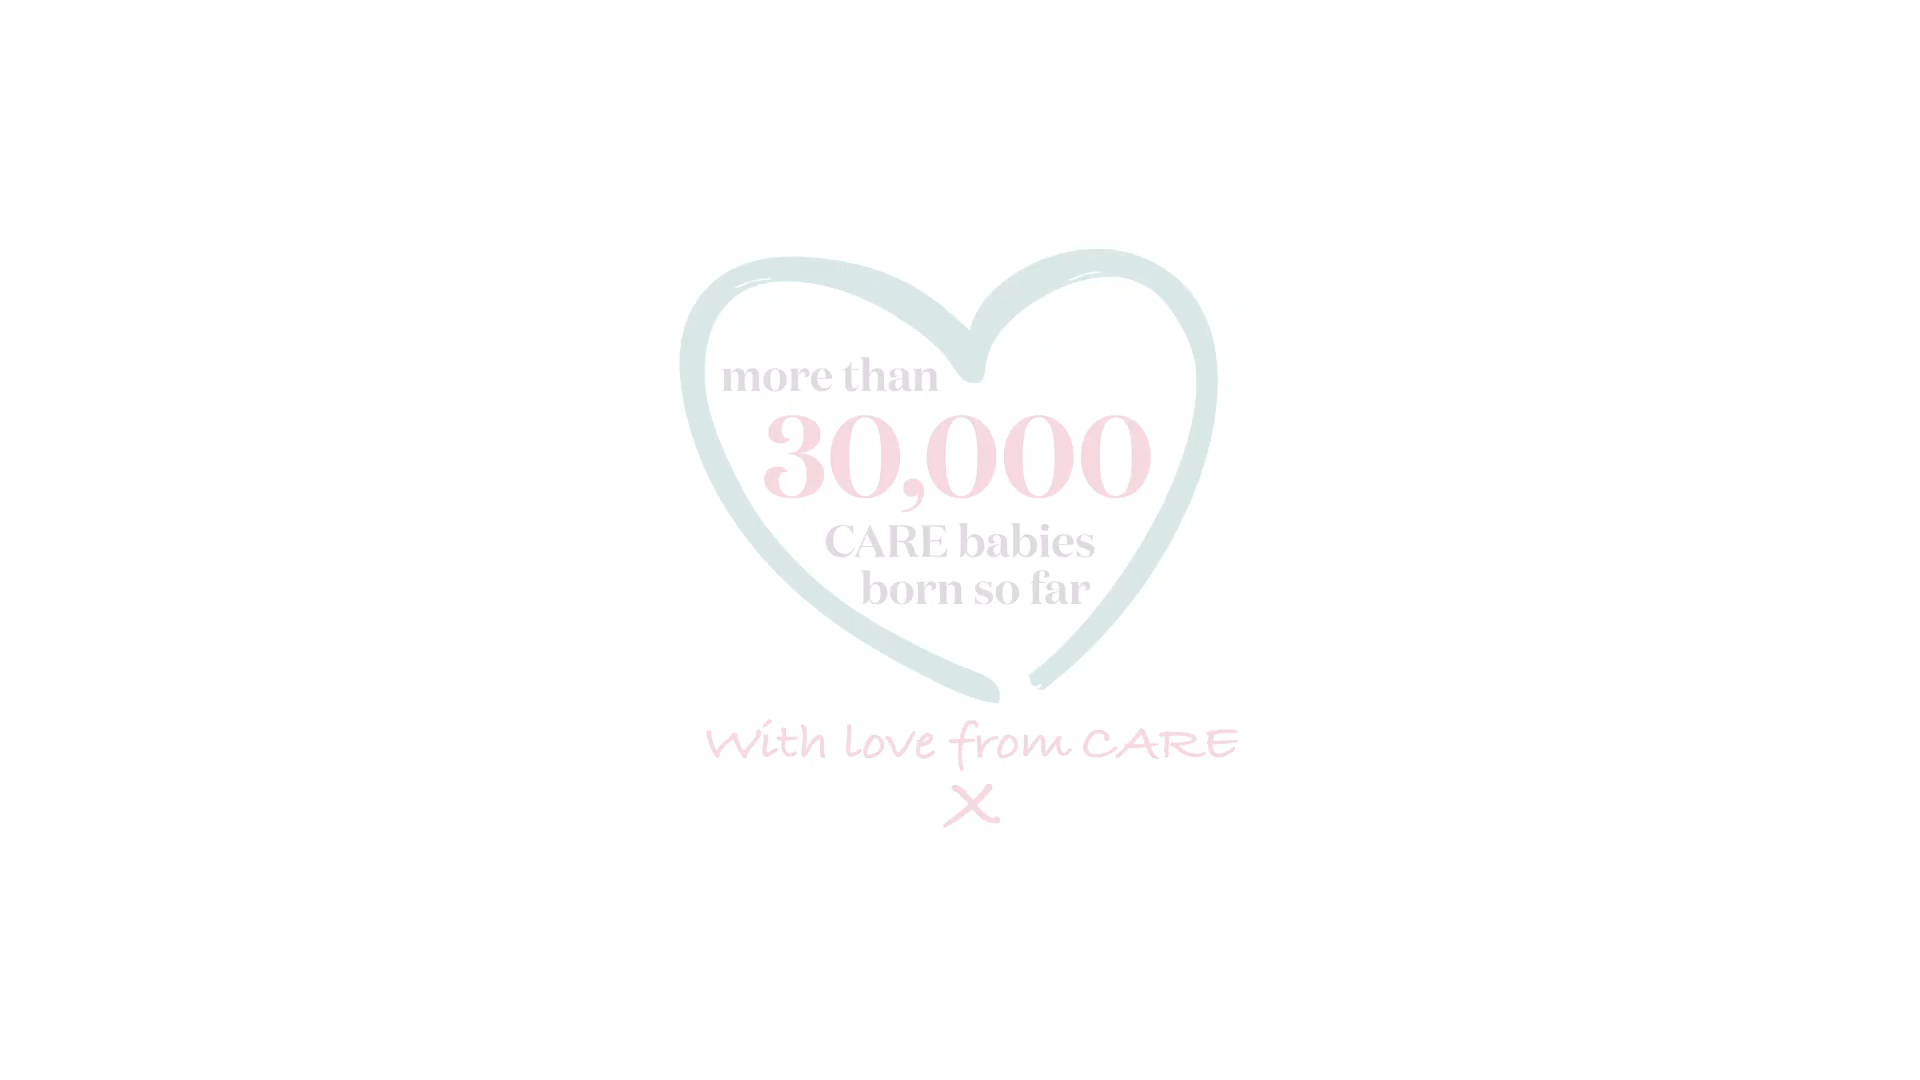 more than
30,000
CARE babies
born so far
With love from CARE
X